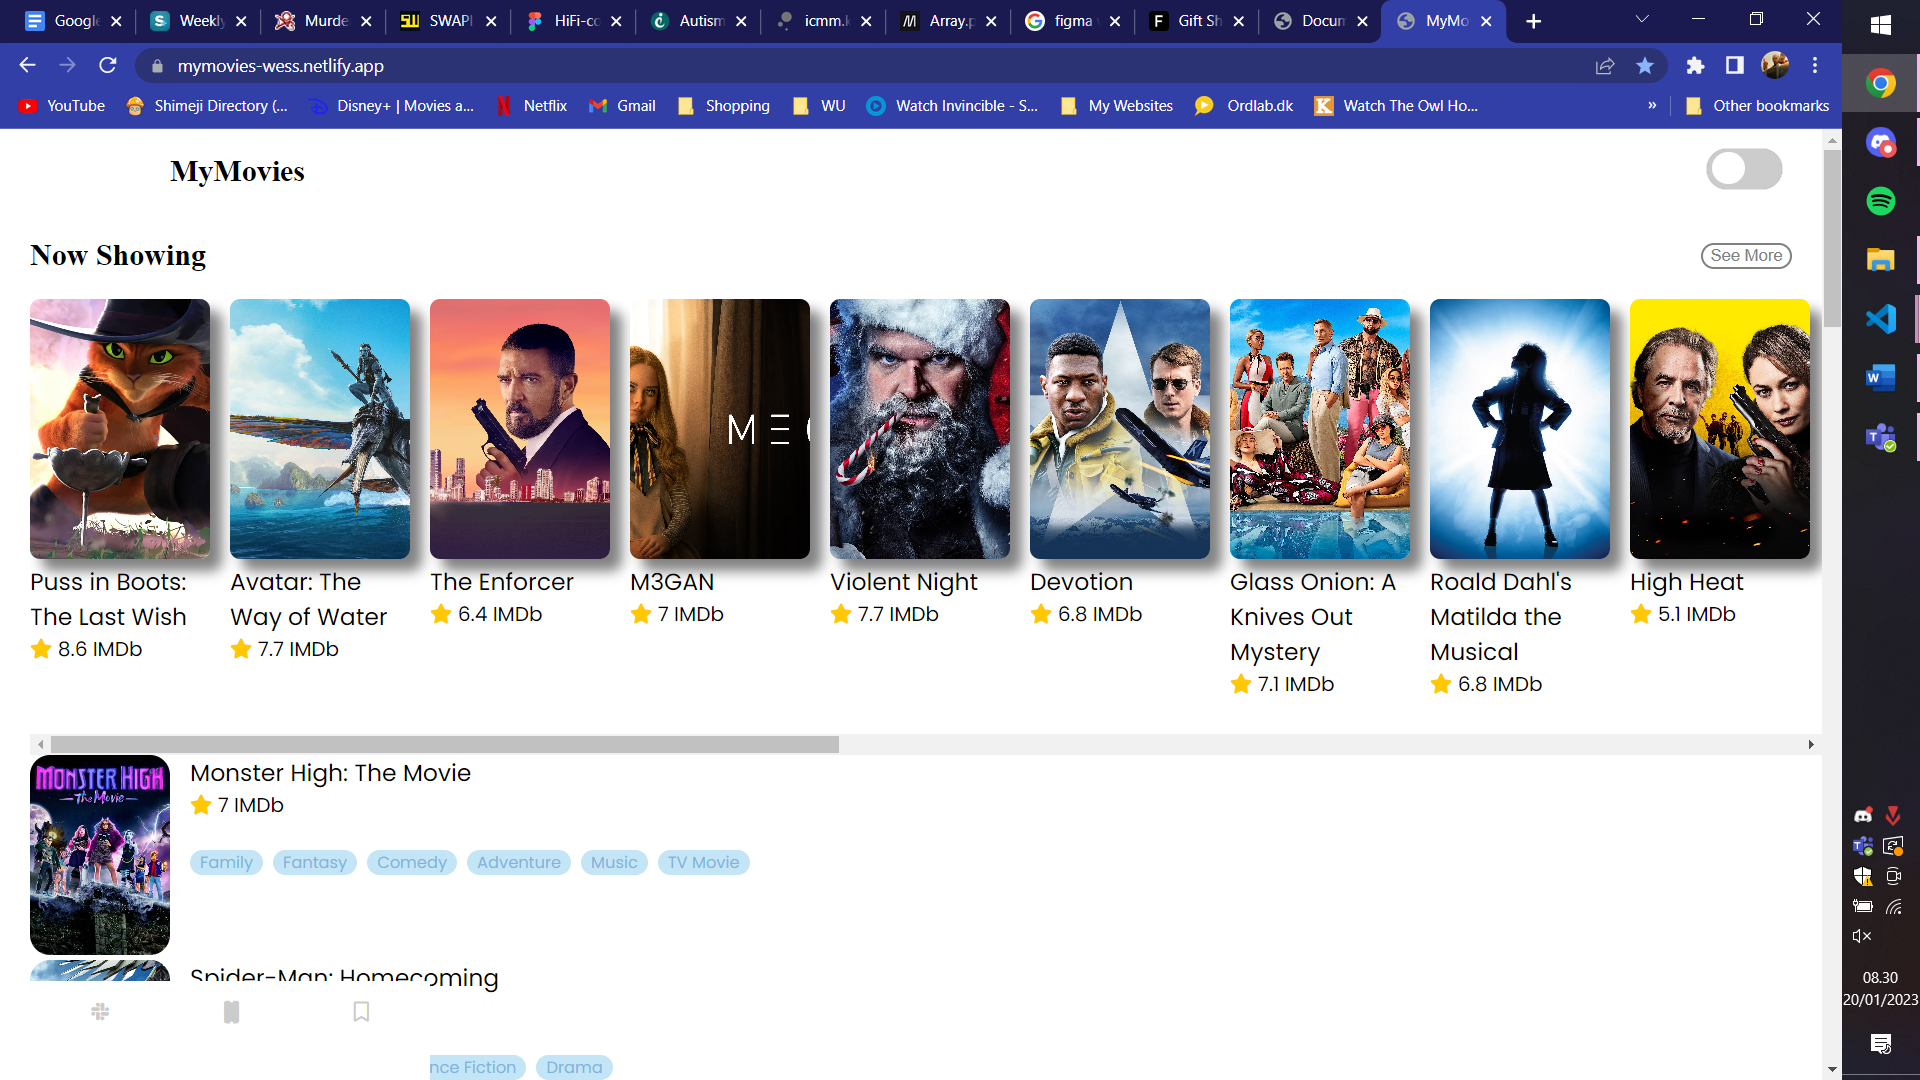 Google
Weekly
Murde
SWAPI
HiFi-co
Autism
icmm.k
Array.p
figma
Gift Sh
Docum
MyMo
mymovies-wess.netlify.app
YouTube
Shimeji Directory (...
Disney+ | Movies a...
Netflix
Gmail
Shopping
WU
Watch Invincible - S...
My Websites
Ordlab.dk
Watch The Owl Ho...
»
Other bookmarks
MyMovies
Now Showing
See More
M Ξ
Puss in Boots:
The Last Wish
8.6 IMDb
Avatar: The
Way of Water
7.7 IMDb
The Enforcer
6.4 IMDb
M3GAN
7 IMDb
Violent Night
7.7 IMDb
Devotion
6.8 IMDb
Glass Onion: A
Knives Out
Mystery
7.1 IMDb
Roald Dahl's
Matilda the
Musical
6.8 IMDb
High Heat
5.1 IMDb
MONSTER HIGH
The Movie
Monster High: The Movie
7 IMDb
Family
Fantasy
Comedy
Adventure
Music
TV Movie
Spider-Man: Homecoming
nce Fiction
Drama
08.30
20/01/2023